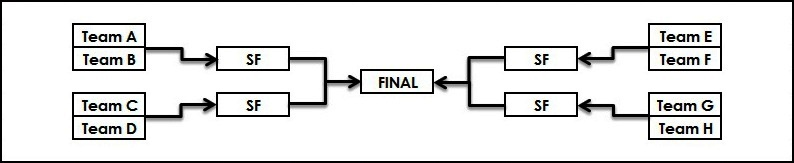 Team A
Team B
SF
Team C
Team D
SF
FINAL
SF
Team E
Team F
SF
Team G
Team H